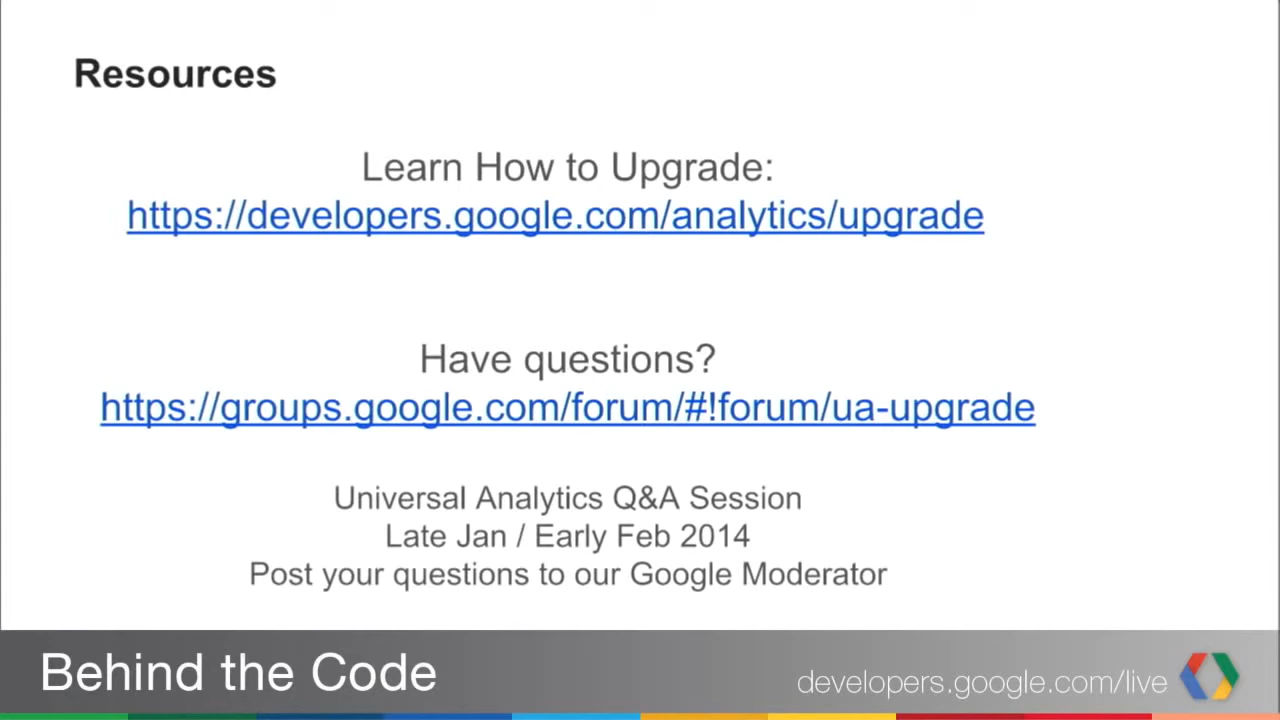 Resources
Learn How to Upgrade:
https://developers.google.com/analytics/upgrade
Have questions?
https://groups.google.com/forum/#!forum/ua-upgrade
Universal Analytics Q&A Session
Late Jan / Early Feb 2014
Post your questions to our Google Moderator
Behind the Code
developers.google.com/live